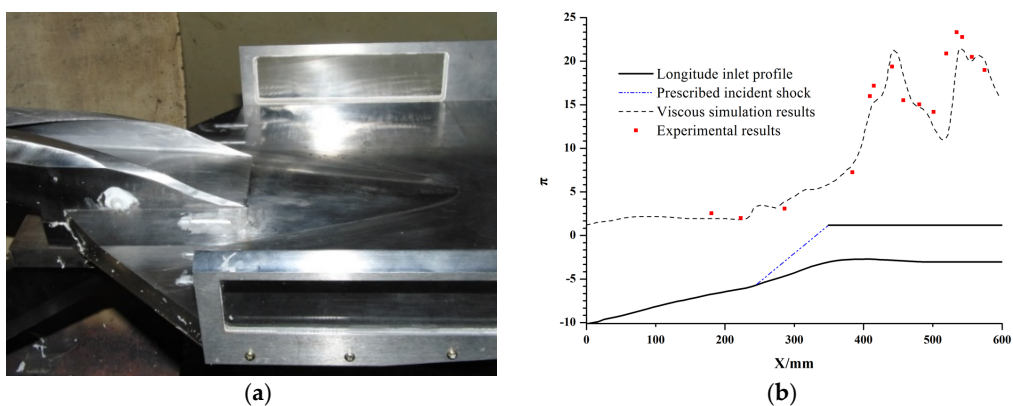 25
20
15
10
5
0
-5
-10
π
Longitude inlet profile
Prescribed incident shock
Viscous simulation results
Experimental results
0 100 200 300 400 500 600
X/mm
(a) (b)